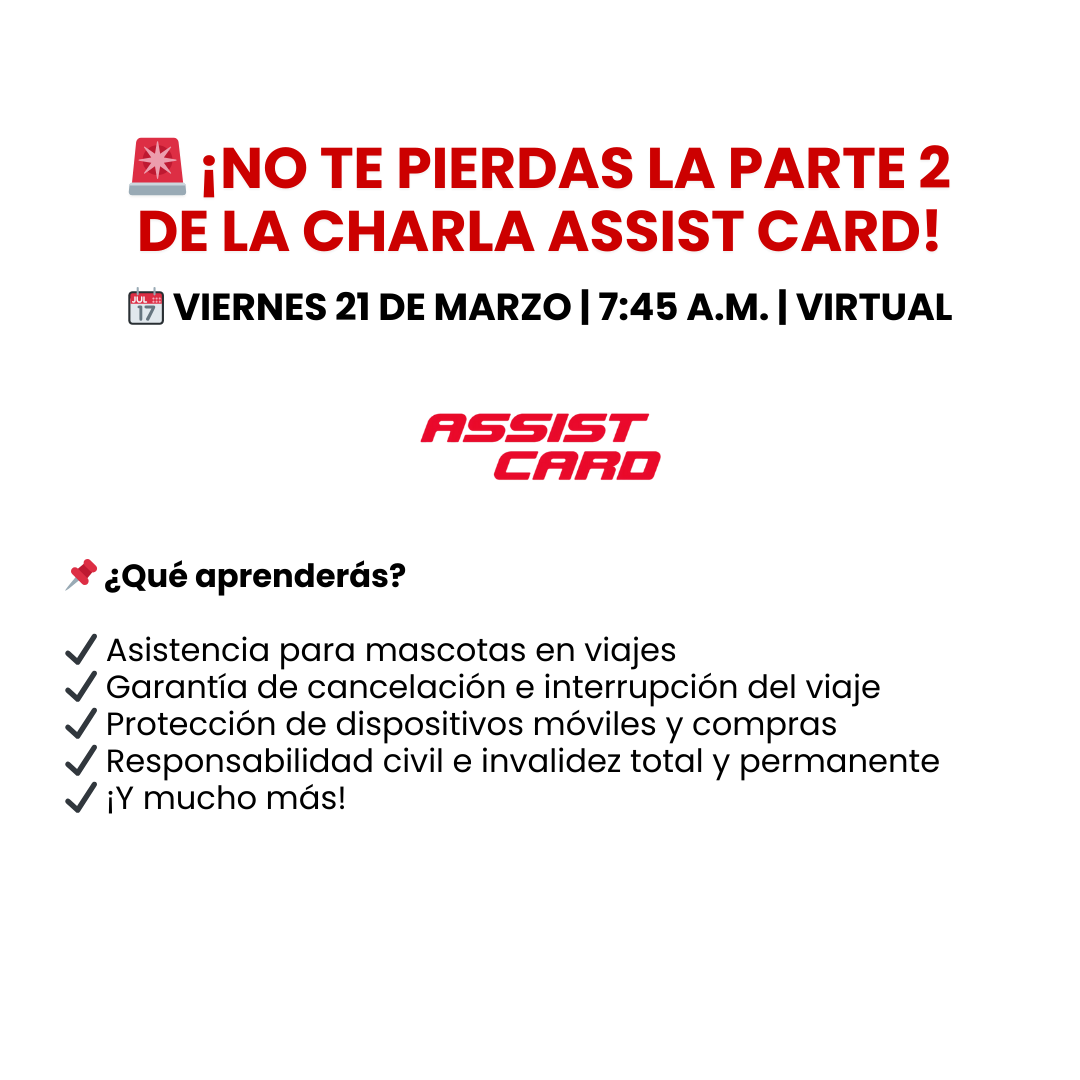 🚨 ¡NO TE PIERDAS LA PARTE 2
DE LA CHARLA ASSIST CARD!
📅 VIERNES 21 DE MARZO | 7:45 A.M. | VIRTUAL
ASSIST
CARD
📌 ¿Qué aprenderás?
✔ Asistencia para mascotas en viajes
✔ Garantía de cancelación e interrupción del viaje
✔ Protección de dispositivos móviles y compras
✔ Responsabilidad civil e invalidez total y permanente
✔ ¡Y mucho más!